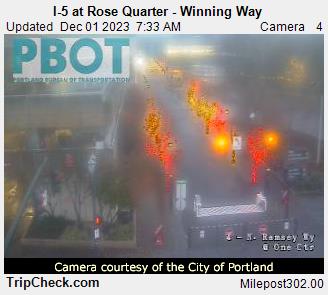 I-5 at Rose Quarter - Winning Way
Updated Dec 01 2023 7:33 AM Camera 4
PBOT
PORTLAND BUREAU OF TRANSPORTATION
4 - N. Ramsey Wy
@ One Ctr
Camera courtesy of the City of Portland
TripCheck.com Milepost302.00